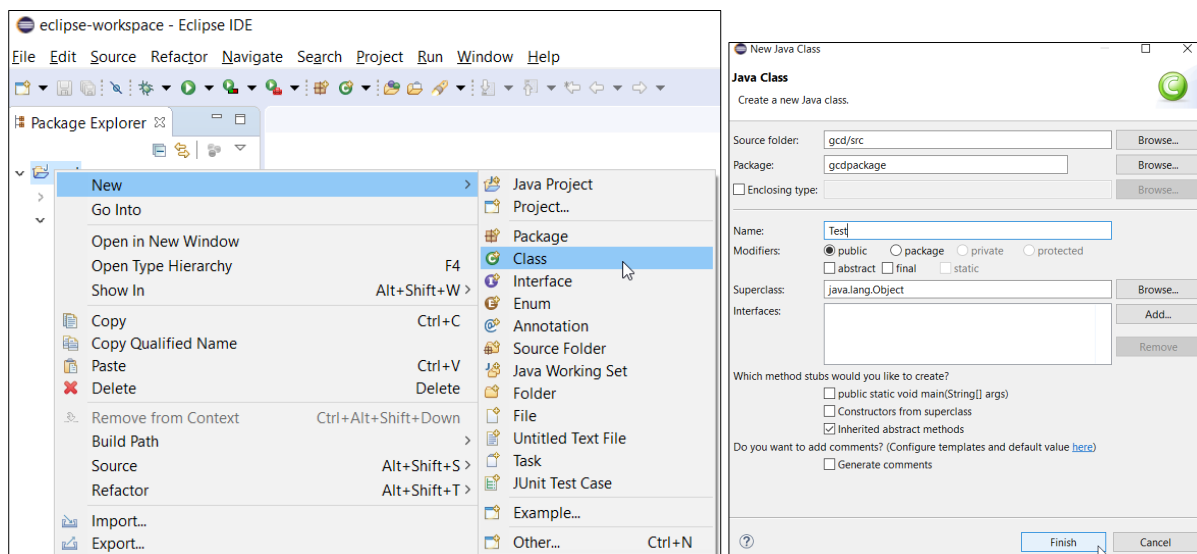 eclipse-workspace - Eclipse IDE
File Edit Source Refactor Navigate Search Project Run Window Help
Package Explorer
New
Go Into
Open in New Window
Open Type Hierarchy F4
Show In Alt+Shift+W >
Copy Ctrl+C
Copy Qualified Name
Paste Ctrl+V
Delete Delete
Remove from Context Ctrl+Alt+Shift+Down
Build Path
Source Alt+Shift+S >
Refactor Alt+Shift+T >
Import...
Export...
Java Project
Project...
Package
Class
Interface
Enum
Annotation
Source Folder
Java Working Set
Folder
File
Untitled Text File
Task
JUnit Test Case
Example...
Other... Ctrl+N
New Java Class
Java Class
Create a new Java class.
Source folder: gcd/src Browse...
Package: gcdpackage Browse...
Enclosing type: Browse...
Name: Test
Modifiers: public package private protected
abstract final static
Superclass: java.lang.Object Browse...
Interfaces: Add...
Remove
Which method stubs would you like to create?
public static void main(String[] args)
Constructors from superclass
Inherited abstract methods
Do you want to add comments? (Configure templates and default value here)
Generate comments
Finish Cancel